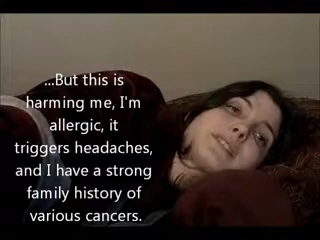 ...But this is
harming me, I'm
allergic, it
triggers headaches,
and I have a strong
family history of
various cancers.